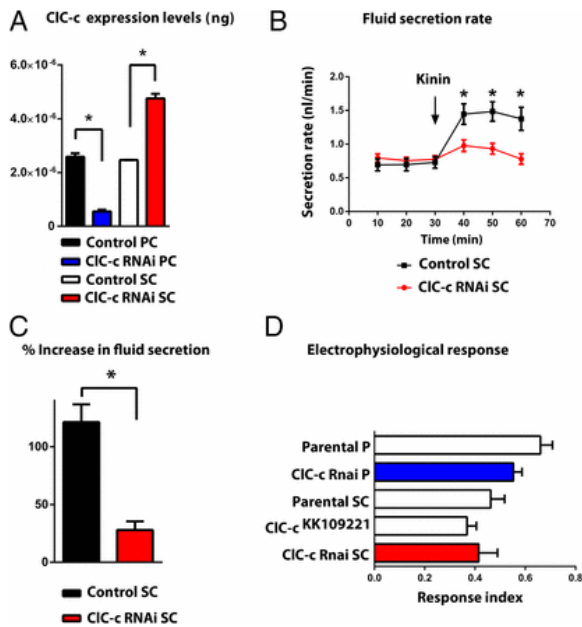 A
ClC-c expression levels (ng)
*
*
6.0×10⁻⁶
4.0×10⁻⁶
2.0×10⁻⁶
0
Control PC
ClC-c RNAi PC
Control SC
ClC-c RNAi SC
B
Fluid secretion rate
Kinin
* * *
Secretion rate (nl/min)
2.0
1.5
1.0
0.5
0.0
0 10 20 30 40 50 60 70
Time (min)
Control SC
ClC-c RNAi SC
C
% Increase in fluid secretion
*
100
50
0
Control SC
ClC-c RNAi SC
D
Electrophysiological response
Parental P
ClC-c Rnai P
Parental SC
ClC-c KK109221
ClC-c Rnai SC
0.0 0.2 0.4 0.6 0.8
Response index